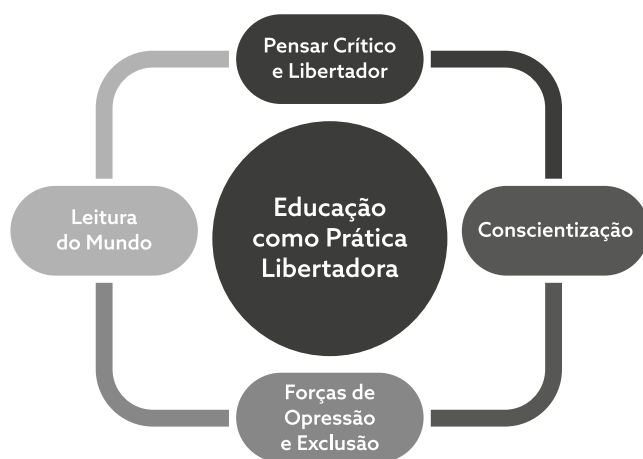 Pensar Crítico
e Libertador
Leitura
do Mundo
Educação
como Prática
Libertadora
Conscientização
Forças de
Opressão
e Exclusão